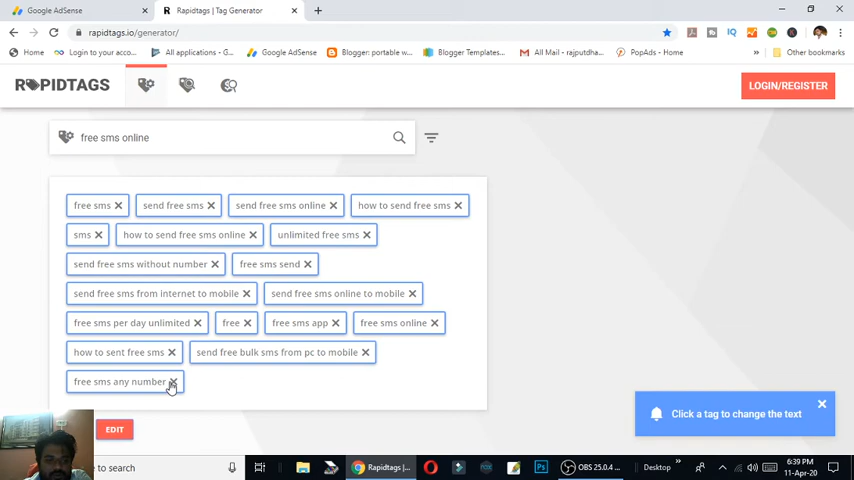 Google AdSense
Rapidtags | Tag Generator
rapidtags.io/generator/
Home
Login to your acco...
All applications - G...
Google AdSense
Blogger: portable w...
Blogger Templates...
All Mail - rajputdha...
PopAds - Home
Other bookmarks
RAPIDTAGS
LOGIN/REGISTER
free sms online
free sms
send free sms
send free sms online
how to send free sms
sms
how to send free sms online
unlimited free sms
send free sms without number
free sms send
send free sms from internet to mobile
send free sms online to mobile
free sms per day unlimited
free
free sms app
free sms online
how to sent free sms
send free bulk sms from pc to mobile
free sms any number
Click a tag to change the text
EDIT
here to search
Rapidtags |...
OBS 25.0.4 ...
Desktop
6:39 PM
11-Apr-20